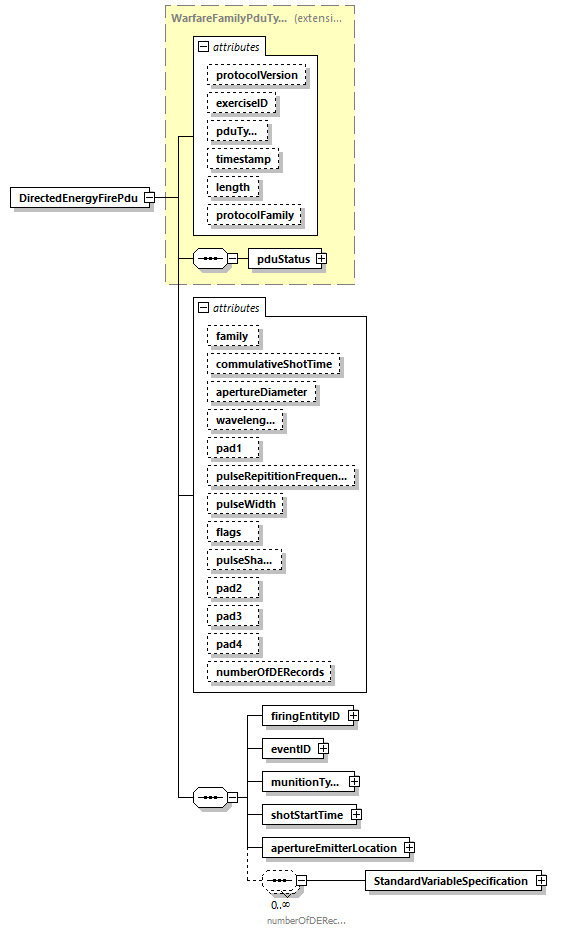 WarfareFamilyPduTy... (extensi...
attributes
protocolVersion
exerciseID
pduTy...
timestamp
length
protocolFamily
DirectedEnergyFirePdu
pduStatus
attributes
family
commulativeShotTime
apertureDiameter
waveleng...
pad1
pulseRepititionFrequen...
pulseWidth
flags
pulseSha...
pad2
pad3
pad4
numberOfDERecords
firingEntityID
eventID
munitionTy...
shotStartTime
apertureEmitterLocation
StandardVariableSpecification
0..∞
numberOfDERec...